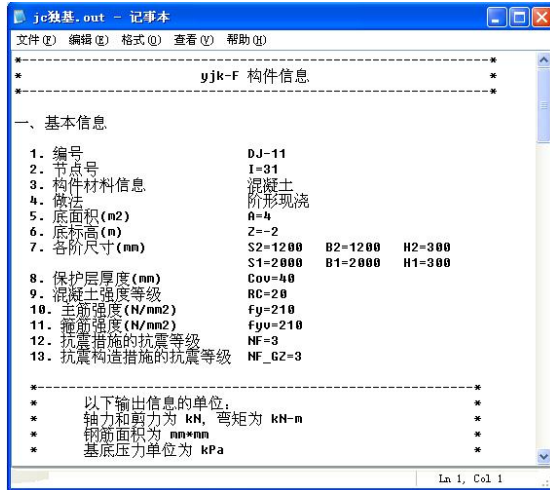 jc独基.out - 记事本
文件(F) 编辑(E) 格式(O) 查看(V) 帮助(H)
*---------------------------------------------------------------*
* yjk-F 构件信息 *
*---------------------------------------------------------------*
一、基本信息
1. 编号 DJ-11
2. 节点号 I=31
3. 构件材料信息 混凝土
4. 做法 阶形现浇
5. 底面积(m2) A=4
6. 底标高(m) Z=-2
7. 各阶尺寸(mm) S2=1200 B2=1200 H2=300
S1=2000 B1=2000 H1=300
8. 保护层厚度(mm) Cov=40
9. 混凝土强度等级 RC=20
10. 主筋强度(N/mm2) fy=210
11. 箍筋强度(N/mm2) fyv=210
12. 抗震措施的抗震等级 NF=3
13. 抗震构造措施的抗震等级 NF_GZ=3
*-----------------------------------------------------------*
* 以下输出信息的单位: *
* 轴力和剪力为 kN, 弯矩为 kN-m *
* 钢筋面积为 mm*mm *
* 基底压力单位为 kPa *
Ln 1, Col 1